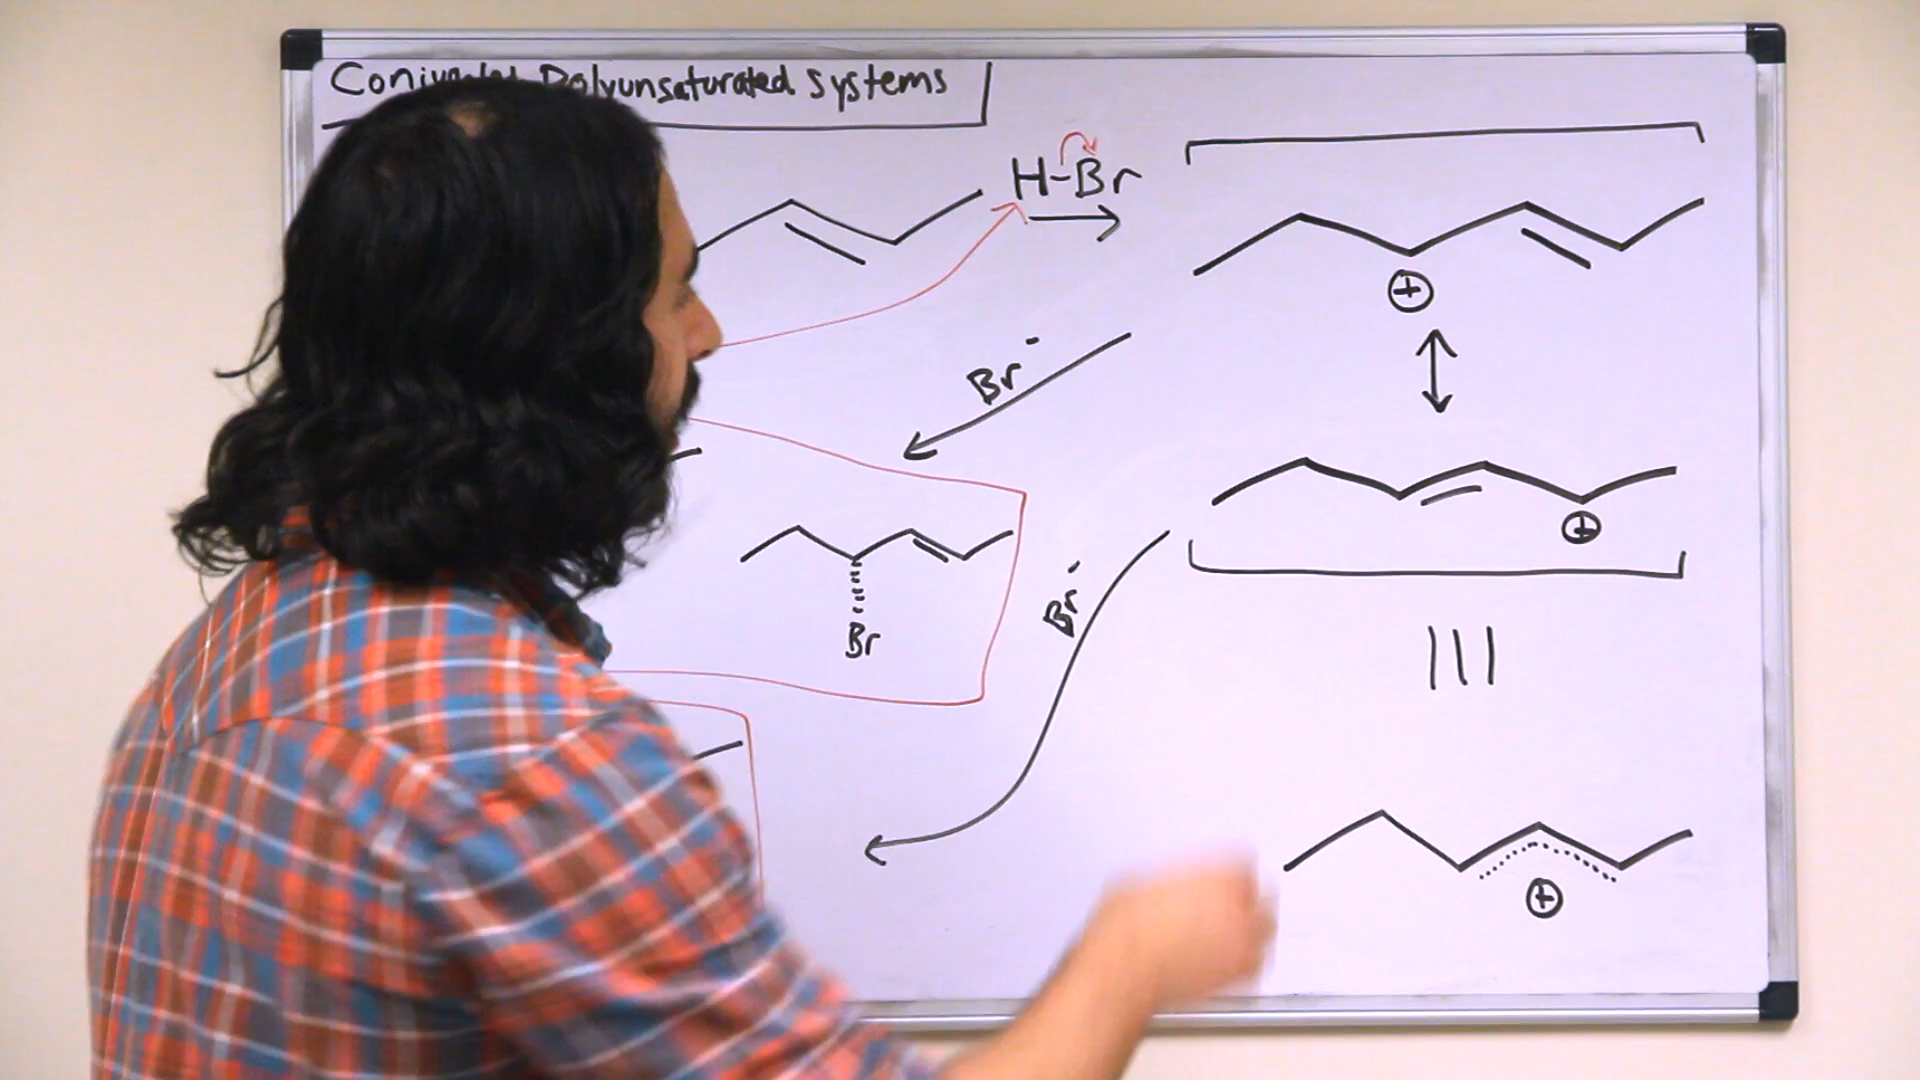 Polyunsaturated Systems
H-Br
+
Br-
+
Br-
Br
+